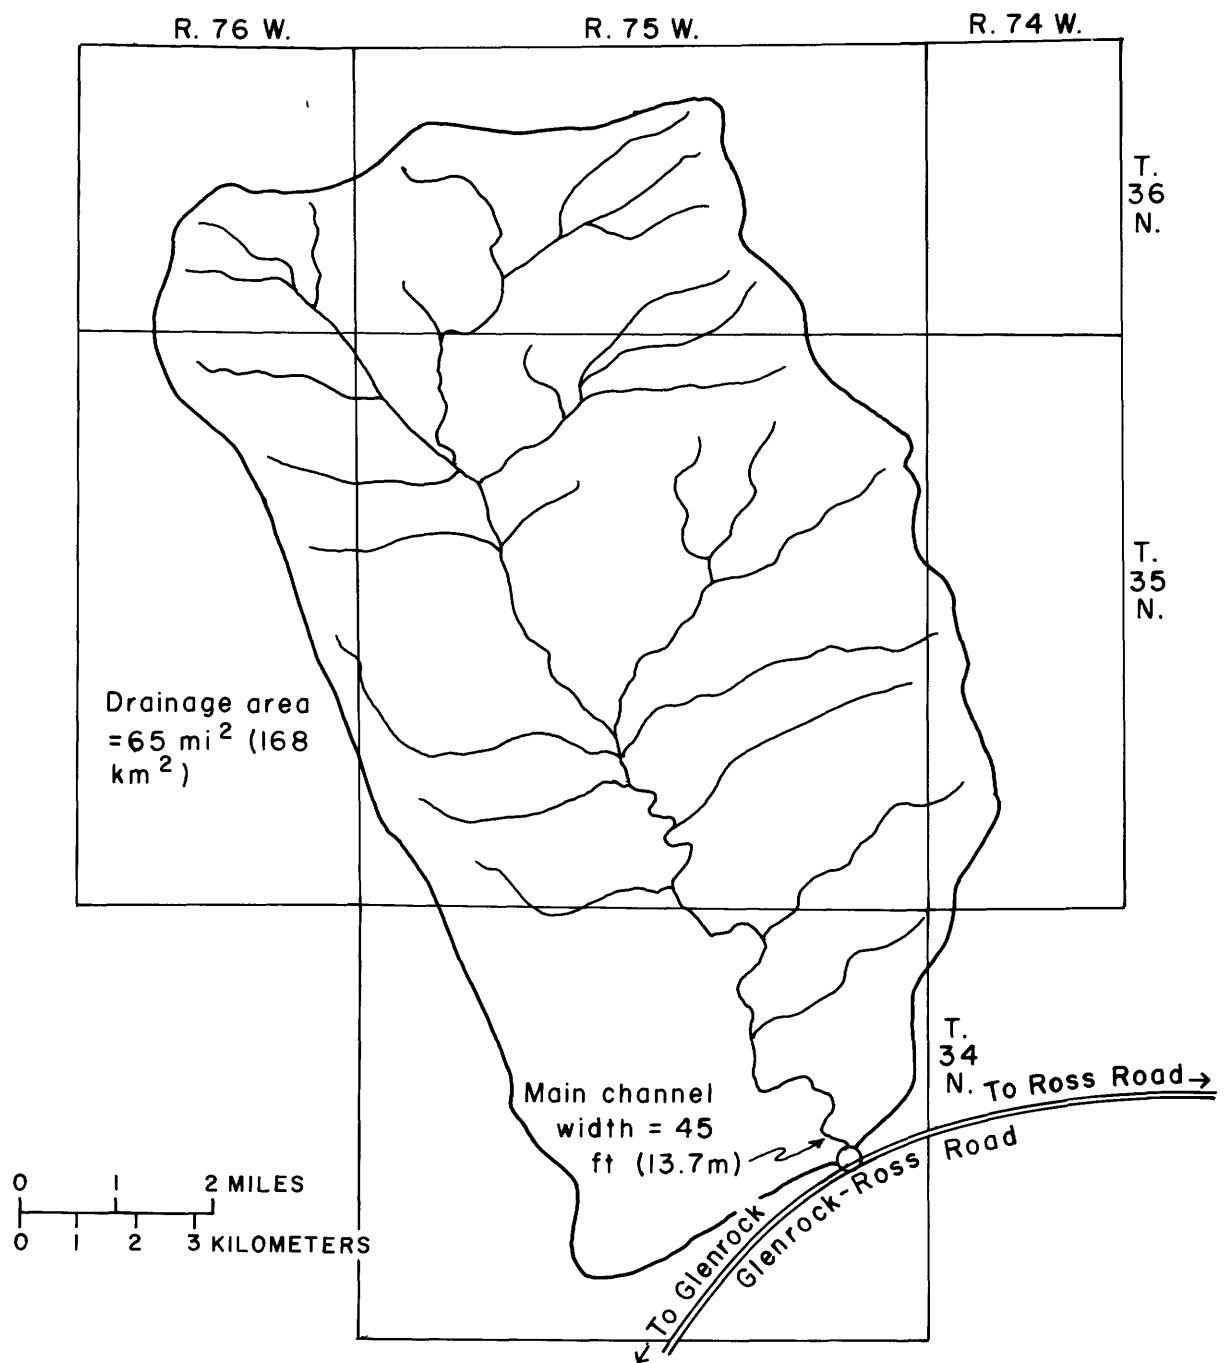 R. 76 W.
R. 75 W.
R. 74 W.
T.
36
N.
T.
35
N.
Drainage area
=65 mi² (168
km²)
T.
34
N.
To Ross Road→
Main channel
width = 45
ft (13.7m)
Glenrock-Ross Road
To Glenrock
0 1 2 MILES
0 1 2 3 KILOMETERS